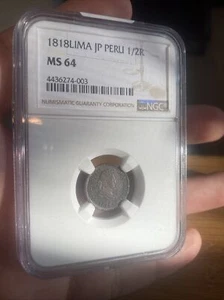 1818LIMA JP PERU 1/2R
MS 64
4436274-003
NUMISMATIC GUARANTY CORPORATION
NGC